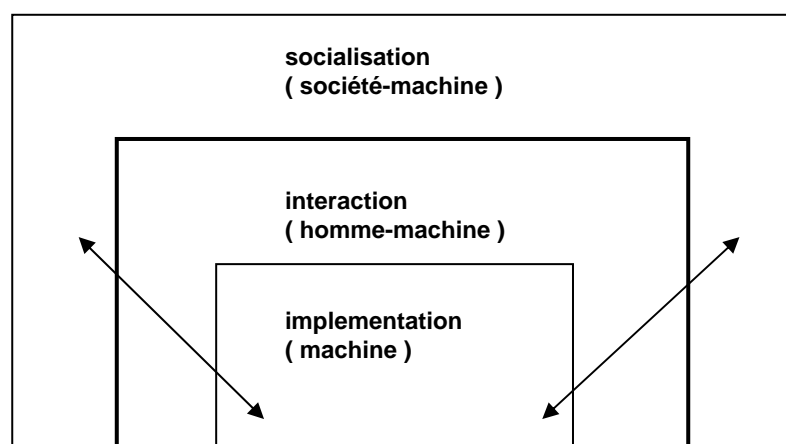 socialisation
( société-machine )
interaction
( homme-machine )
implementation
( machine )